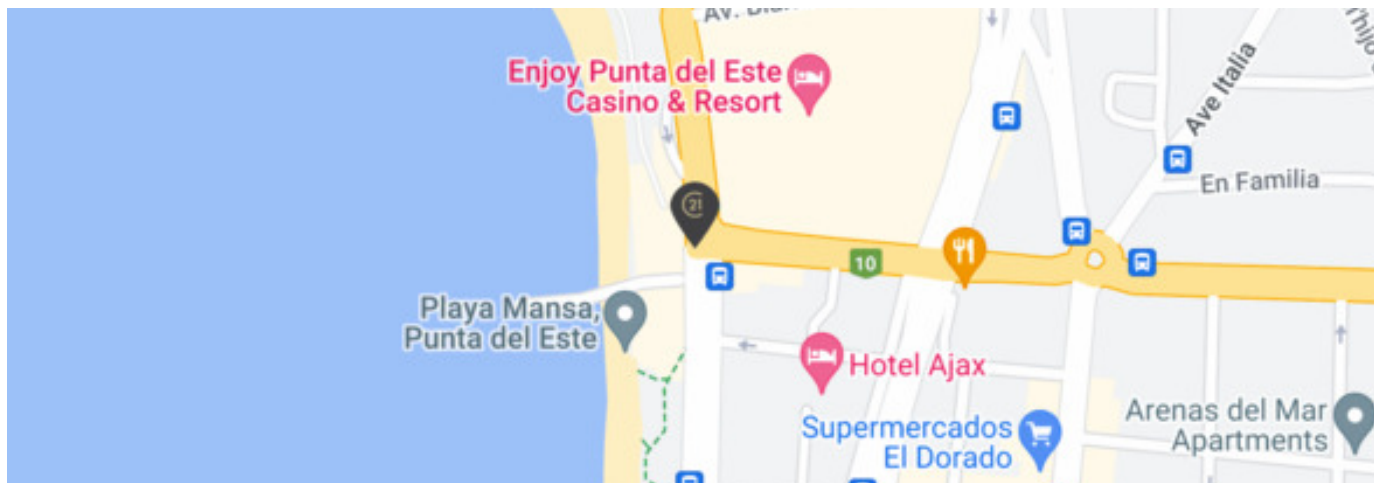 Enjoy Punta del Este
Casino & Resort
Ave Italia
En Familia
21
10
Playa Mansa,
Punta del Este
Hotel Ajax
Supermercados
El Dorado
Arenas del Mar
Apartments